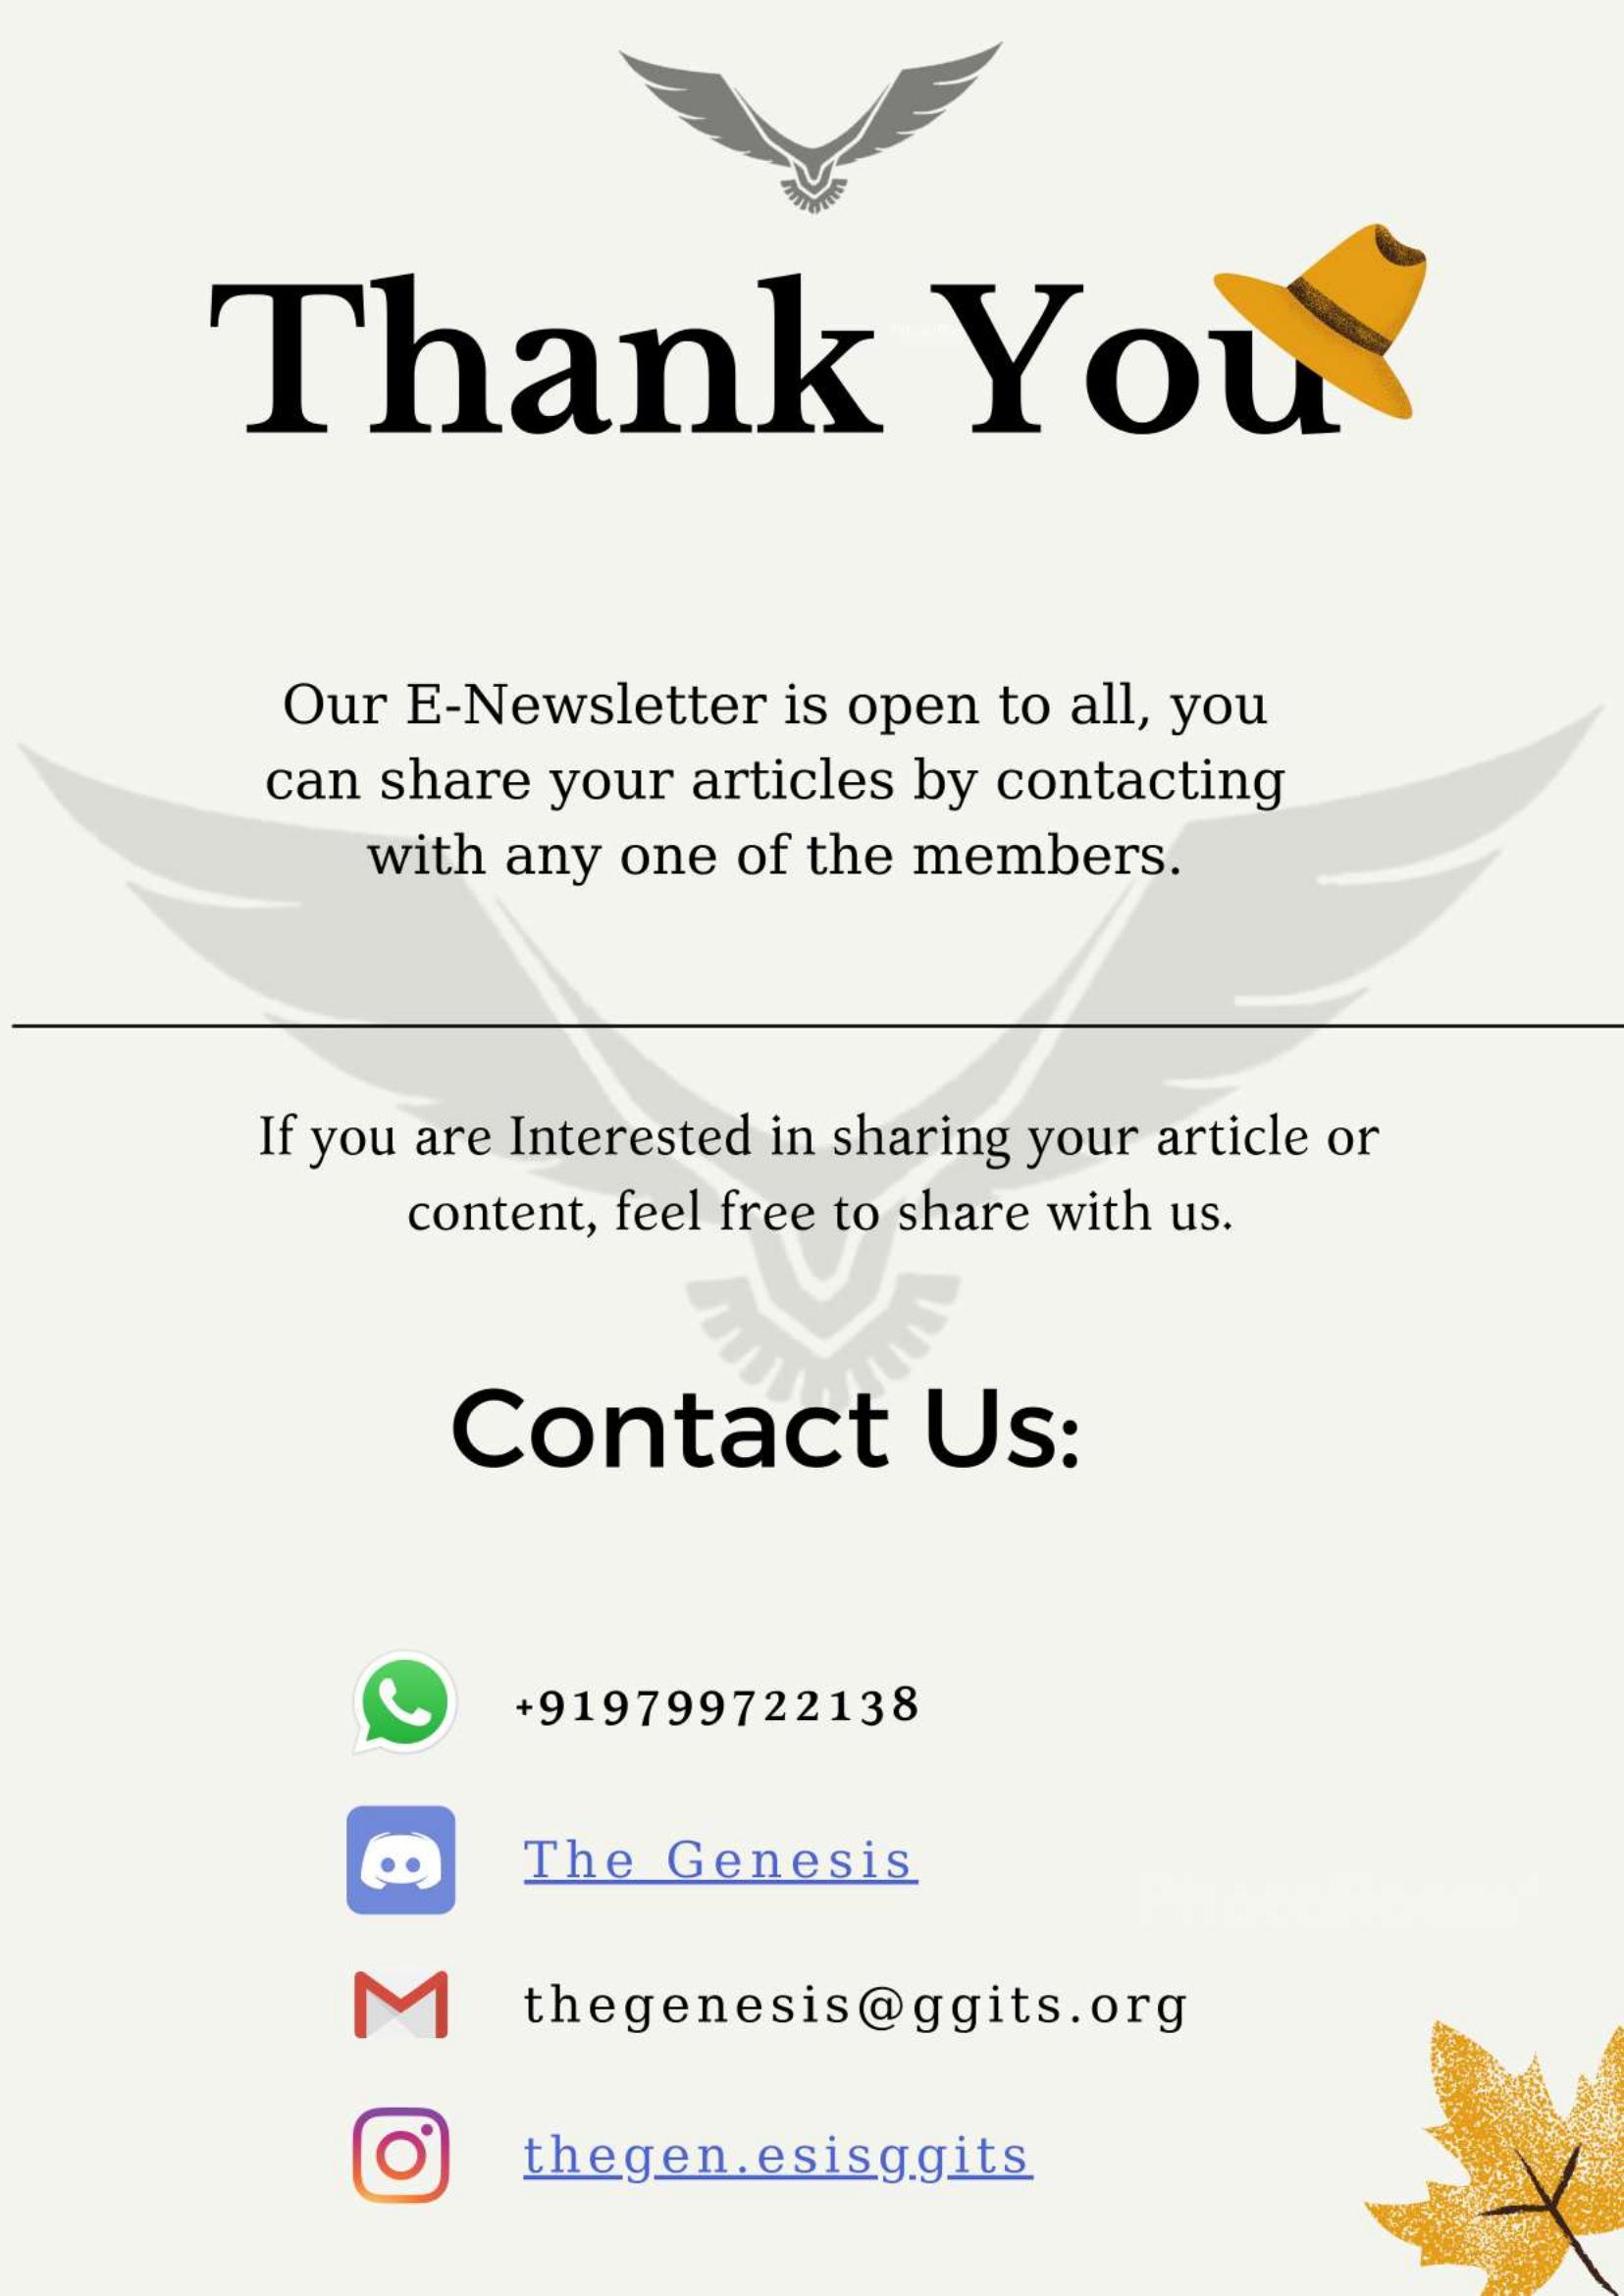 Thank You
Our E-Newsletter is open to all, you
can share your articles by contacting
with any one of the members.
If you are Interested in sharing your article or
content, feel free to share with us.
Contact Us:
+919799722138
The Genesis
thegenesis@ggits.org
thegen.esisggits